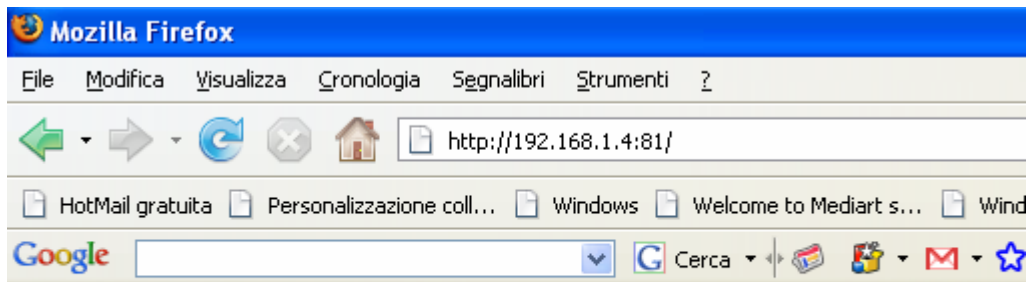 Mozilla Firefox
File Modifica Visualizza Cronologia Segnalibri Strumenti ?
http://192.168.1.4:81/
HotMail gratuita Personalizzazione coll... Windows Welcome to Mediart s... Wind
Google G Cerca